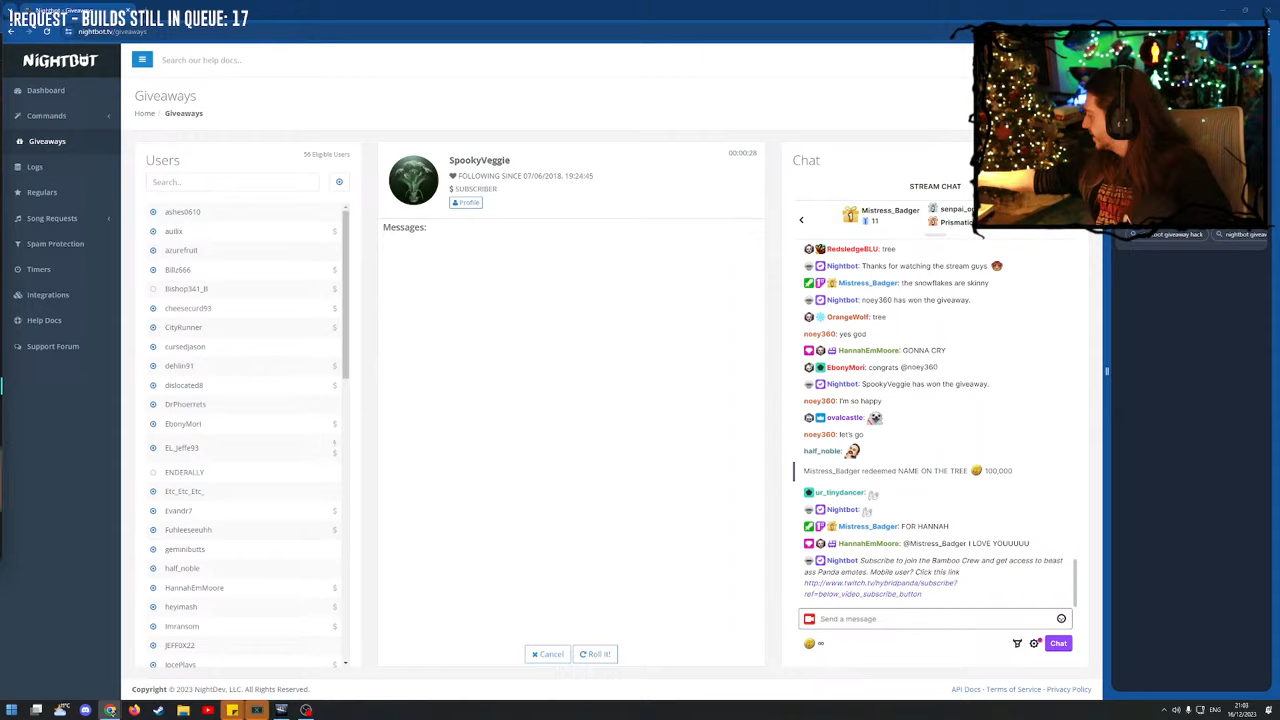 !REQUEST - BUILDS STILL IN QUEUE: 17
nightbot.tv/giveaways
NIGHTBOT
Search our help docs..
Dashboard
Commands
Giveaways
Logs
Regulars
Song Requests
Spam Protection
Timers
Integrations
Help Docs
Support Forum
Giveaways
Home / Giveaways
Users
56 Eligible Users
Search..
ashes0610
auilix
azurefruit
Billz666
Bishop341_B
cheesecurd93
CityRunner
cursedjason
dehlin91
dislocated8
DrPhoerrets
EbonyMori
EL_Jeffe93
ENDERALLY
Etc_Etc_Etc_
Evandr7
Fuhleeseeuhh
geminibutts
half_noble
HannahEmMoore
heyimash
Imransom
JEFF0X22
JocePlays
SpookyVeggie
00:00:28
FOLLOWING SINCE 07/06/2018. 19:24:45
$ SUBSCRIBER
Profile
Messages:
Cancel
Roll It!
Chat
STREAM CHAT
Mistress_Badger
11
RedsledgeBLU: tree
Nightbot: Thanks for watching the stream guys
Mistress_Badger: the snowflakes are skinny
Nightbot: noey360 has won the giveaway.
OrangeWolf: tree
noey360: yes god
HannahEmMoore: GONNA CRY
EbonyMori: congrats @noey360
Nightbot: SpookyVeggie has won the giveaway.
noey360: I'm so happy
ovalcastle:
noey360: let's go
half_noble:
Mistress_Badger redeemed NAME ON THE TREE 100,000
ur_tinydancer:
Nightbot:
Mistress_Badger: FOR HANNAH
HannahEmMoore: @Mistress_Badger I LOVE YOUUUUU
Nightbot Subscribe to join the Bamboo Crew and get access to beast
ass Panda emotes. Mobile user? Click this link
http://www.twitch.tv/hybridpanda/subscribe?
ref=below_video_subscribe_button
Send a message
∞
Chat
giveaway hack
nightbot
Copyright © 2023 NightDev, LLC. All Rights Reserved.
API Docs - Terms of Service - Privacy Policy
21:03
16/12/2023